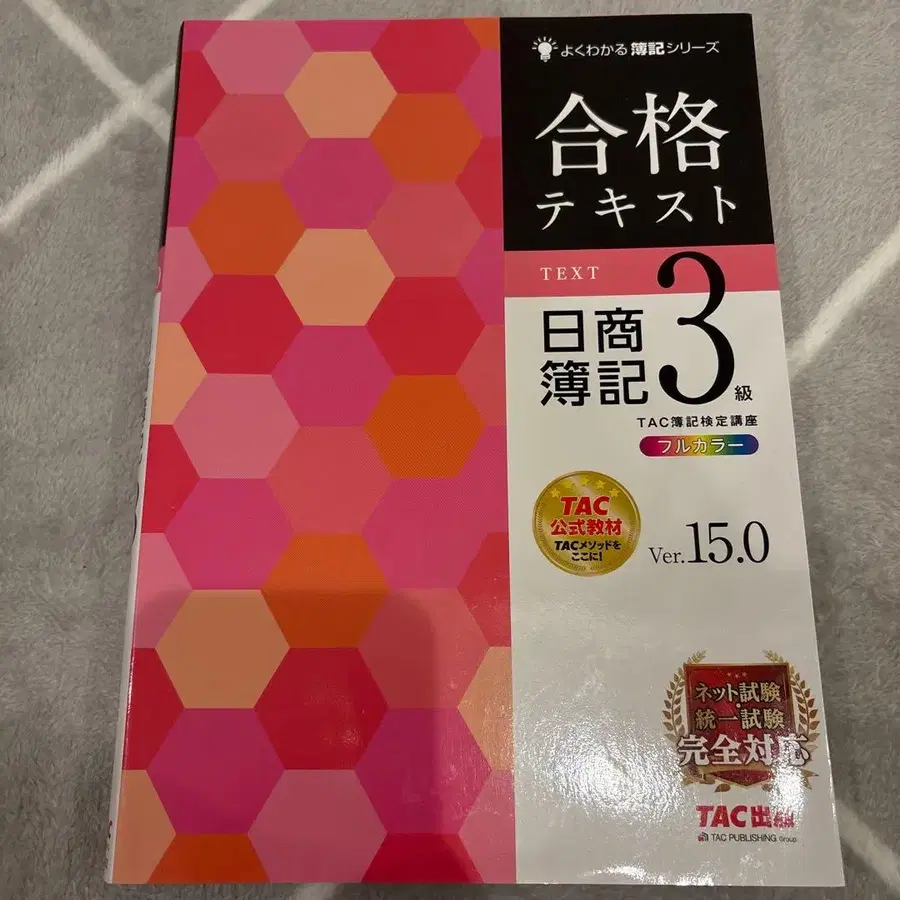 よくわかる簿記シリーズ
合格
テキスト
TEXT
日商
簿記
3級
TAC簿記検定講座
フルカラー
TAC
公式教材
TACメソッドを
ここに!
Ver.15.0
ネット試験・
統一試験
完全対応
TAC出版
TAC PUBLISHING Group